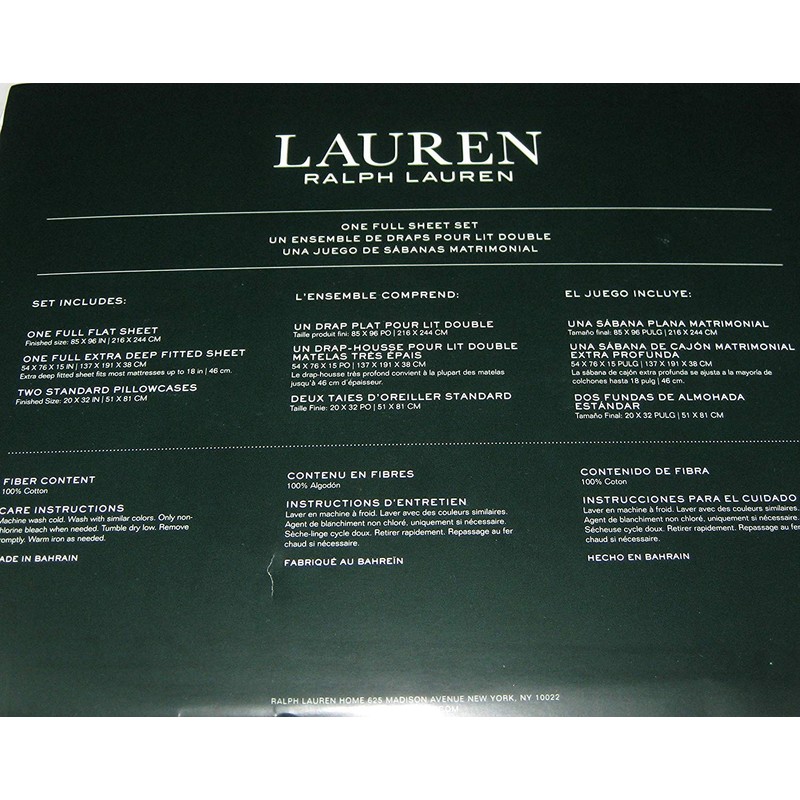 LAUREN
RALPH LAUREN
ONE FULL SHEET SET
UN ENSEMBLE DE DRAPS POUR LIT DOUBLE
UNA JUEGO DE SÁBANAS MATRIMONIAL
SET INCLUDES:
ONE FULL FLAT SHEET
Finished size: 85 X 96 IN | 216 X 244 CM
ONE FULL EXTRA DEEP FITTED SHEET
54 X 76 X 15 IN | 137 X 191 X 38 CM
Extra deep fitted sheet fits most mattresses up to 18 in | 46 cm.
TWO STANDARD PILLOWCASES
Finished Size: 20 X 32 IN | 51 X 81 CM
L'ENSEMBLE COMPREND:
UN DRAP PLAT POUR LIT DOUBLE
Taille produit fini: 85 X 96 PO | 216 X 244 CM
UN DRAP-HOUSSE POUR LIT DOUBLE
MATELAS TRÈS ÉPAIS
54 X 76 X 15 PO | 137 X 191 X 38 CM
Le drap-housse très profond convient à la plupart des matelas
jusqu'à 46 cm d'épaisseur.
DEUX TAIES D'OREILLER STANDARD
Taille Finie: 20 X 32 PO | 51 X 81 CM
EL JUEGO INCLUYE:
UNA SÁBANA PLANA MATRIMONIAL
Tamaño final: 85 X 96 PULG | 216 X 244 CM
UNA SÁBANA DE CAJÓN MATRIMONIAL
EXTRA PROFUNDA
54 X 76 X 15 PULG | 137 X 191 X 38 CM
La sábana de cajón extra profunda se ajusta a la mayoría de
colchones hasta 18 pulg | 46 cm.
DOS FUNDAS DE ALMOHADA
ESTÁNDAR
Tamaño Final: 20 X 32 PULG | 51 X 81 CM
FIBER CONTENT
100% Cotton
CARE INSTRUCTIONS
Machine wash cold. Wash with similar colors. Only non-
chlorine bleach when needed. Tumble dry low. Remove
romptly. Warm iron as needed.
ADE IN BAHRAIN
CONTENU EN FIBRES
100% Algodón
INSTRUCTIONS D'ENTRETIEN
Laver en machine à froid. Laver avec des couleurs similaires.
Agent de blanchiment non chloré, uniquement si nécessaire.
Sèche-linge cycle doux. Retirer rapidement. Repassage au fer
chaud si nécessaire.
FABRIQUÉ AU BAHREÏN
CONTENIDO DE FIBRA
100% Coton
INSTRUCCIONES PARA EL CUIDADO
Laver en machine à froid. Laver avec des couleurs similaires.
Agent de blanchiment non chloré, uniquement si nécessaire.
Sécheuse cycle doux. Retirer rapidement. Repassage au fer
chaud si nécessaire.
HECHO EN BAHRAIN
RALPH LAUREN HOME 625 MADISON AVENUE NEW YORK, NY 10022